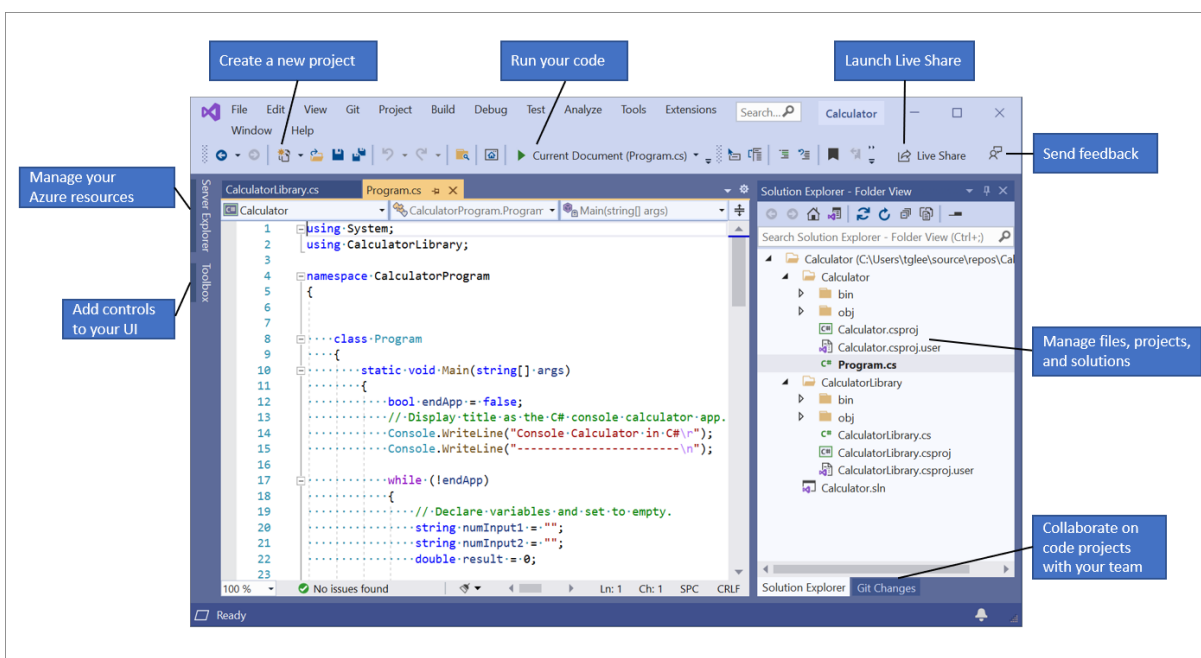 Create a new project
Run your code
Launch Live Share
File Edit View Git Project Build Debug Test Analyze Tools Extensions
Search...
Calculator
Window Help
Current Document (Program.cs)
Live Share
Send feedback
Manage your
Azure resources
Server Explorer
Toolbox
Add controls
to your UI
CalculatorLibrary.cs
Program.cs
Calculator
CalculatorProgram.Program
Main(string[] args)
1 using·System;
2 using·CalculatorLibrary;
3
4 namespace·CalculatorProgram
5 {
6
7
8 ····class·Program
9 ····{
10 ········static·void·Main(string[]·args)
11 ········{
12 ············bool·endApp·=·false;
13 ············//·Display·title·as·the·C#·console·calculator·app.
14 ············Console.WriteLine("Console·Calculator·in·C#\r");
15 ············Console.WriteLine("------------------------\n");
16
17 ············while·(!endApp)
18 ············{
19 ················//·Declare·variables·and·set·to·empty.
20 ················string·numInput1·=·"";
21 ················string·numInput2·=·"";
22 ················double·result·=·0;
23
100 %
No issues found
Ln: 1 Ch: 1 SPC CRLF
Solution Explorer - Folder View
Search Solution Explorer - Folder View (Ctrl+;)
Calculator (C:\Users\tglee\source\repos\Cal
Calculator
bin
obj
C# Calculator.csproj
Calculator.csproj.user
C# Program.cs
CalculatorLibrary
bin
obj
C# CalculatorLibrary.cs
C# CalculatorLibrary.csproj
CalculatorLibrary.csproj.user
Calculator.sln
Solution Explorer
Git Changes
Manage files, projects,
and solutions
Collaborate on
code projects
with your team
Ready